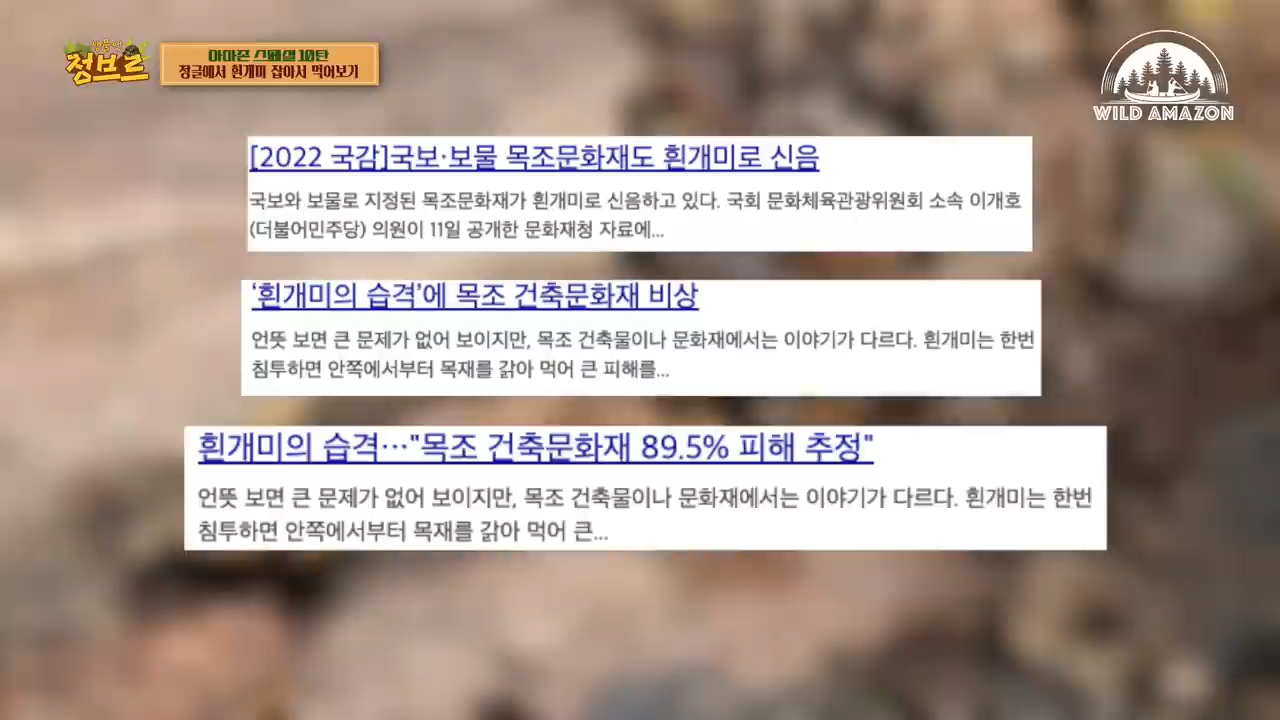 생물인
정브르
아마존 스페셜 10탄
정글에서 흰개미 잡아서 먹어보기
WILD AMAZON
[2022 국감]국보·보물 목조문화재도 흰개미로 신음
국보와 보물로 지정된 목조문화재가 흰개미로 신음하고 있다. 국회 문화체육관광위원회 소속 이개호
(더불어민주당) 의원이 11일 공개한 문화재청 자료에...
‘흰개미의 습격’에 목조 건축문화재 비상
언뜻 보면 큰 문제가 없어 보이지만, 목조 건축물이나 문화재에서는 이야기가 다르다. 흰개미는 한번
침투하면 안쪽에서부터 목재를 갉아 먹어 큰 피해를...
흰개미의 습격…"목조 건축문화재 89.5% 피해 추정"
언뜻 보면 큰 문제가 없어 보이지만, 목조 건축물이나 문화재에서는 이야기가 다르다. 흰개미는 한번
침투하면 안쪽에서부터 목재를 갉아 먹어 큰...